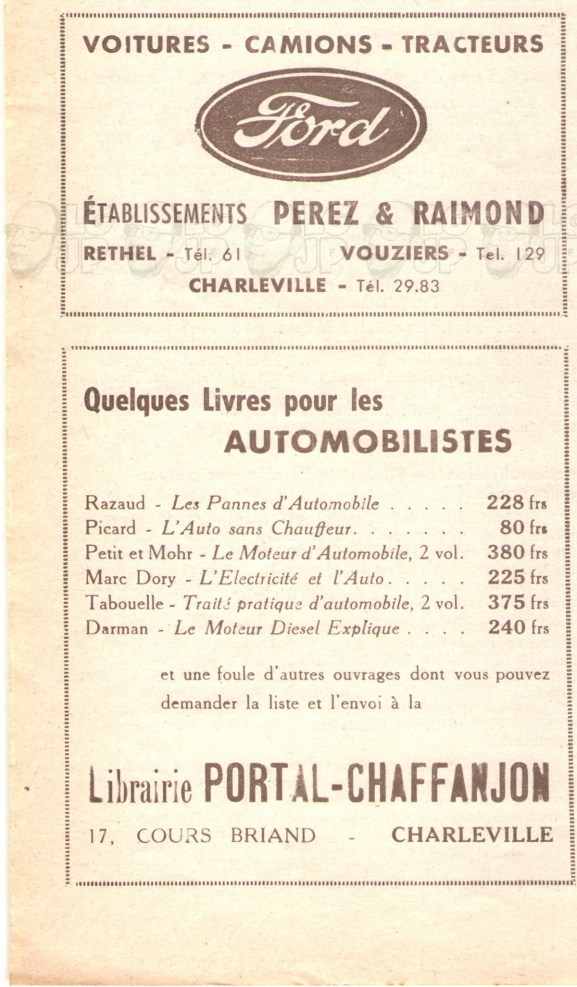 VOITURES - CAMIONS - TRACTEURS
Ford
ÉTABLISSEMENTS PEREZ & RAIMOND
RETHEL - Tél. 61 VOUZIERS - Tel. 129
CHARLEVILLE - Tél. 29.83
Quelques Livres pour les
AUTOMOBILISTES
Razaud - Les Pannes d'Automobile . . . . . 228 frs
Picard - L'Auto sans Chauffeur. . . . . . . 80 frs
Petit et Mohr - Le Moteur d'Automobile, 2 vol. 380 frs
Marc Dory - L'Electricité et l'Auto. . . . . 225 frs
Tabouelle - Traité pratique d'automobile, 2 vol. 375 frs
Darman - Le Moteur Diesel Explique . . . . 240 frs
et une foule d'autres ouvrages dont vous pouvez
demander la liste et l'envoi à la
Librairie PORTAL-CHAFFANJON
17, COURS BRIAND - CHARLEVILLE